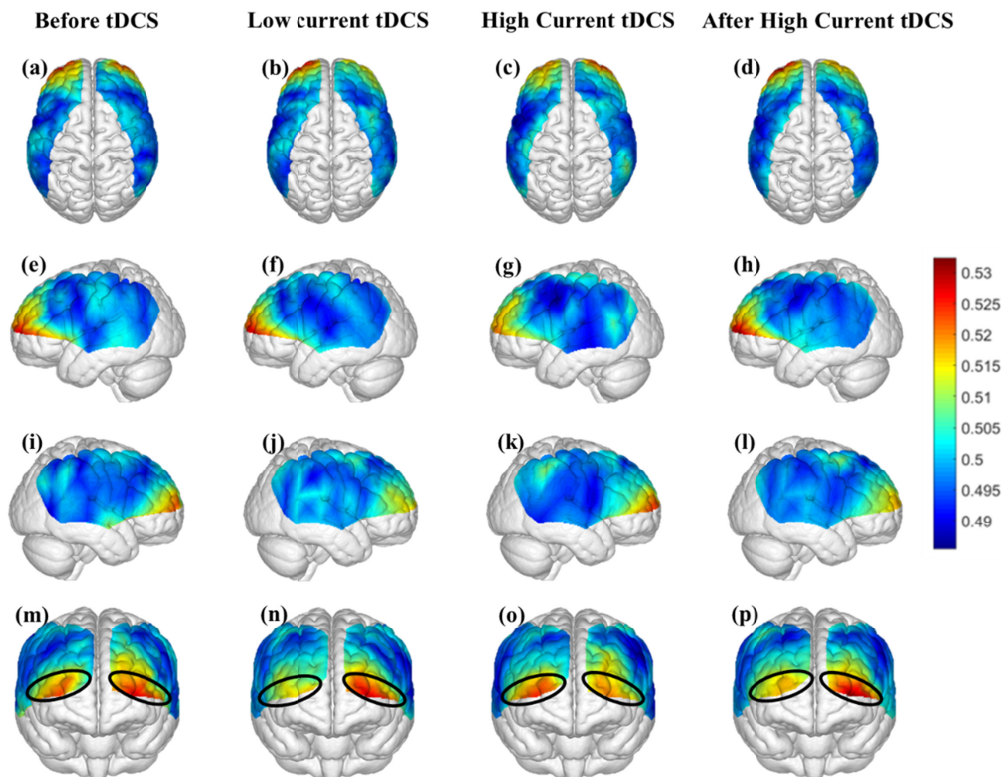 Before tDCS
Low current tDCS
High Current tDCS
After High Current tDCS
(a)
(b)
(c)
(d)
(e)
(f)
(g)
(h)
0.53
0.525
0.52
0.515
0.51
0.505
0.5
0.495
0.49
(i)
(j)
(k)
(l)
(m)
(n)
(o)
(p)